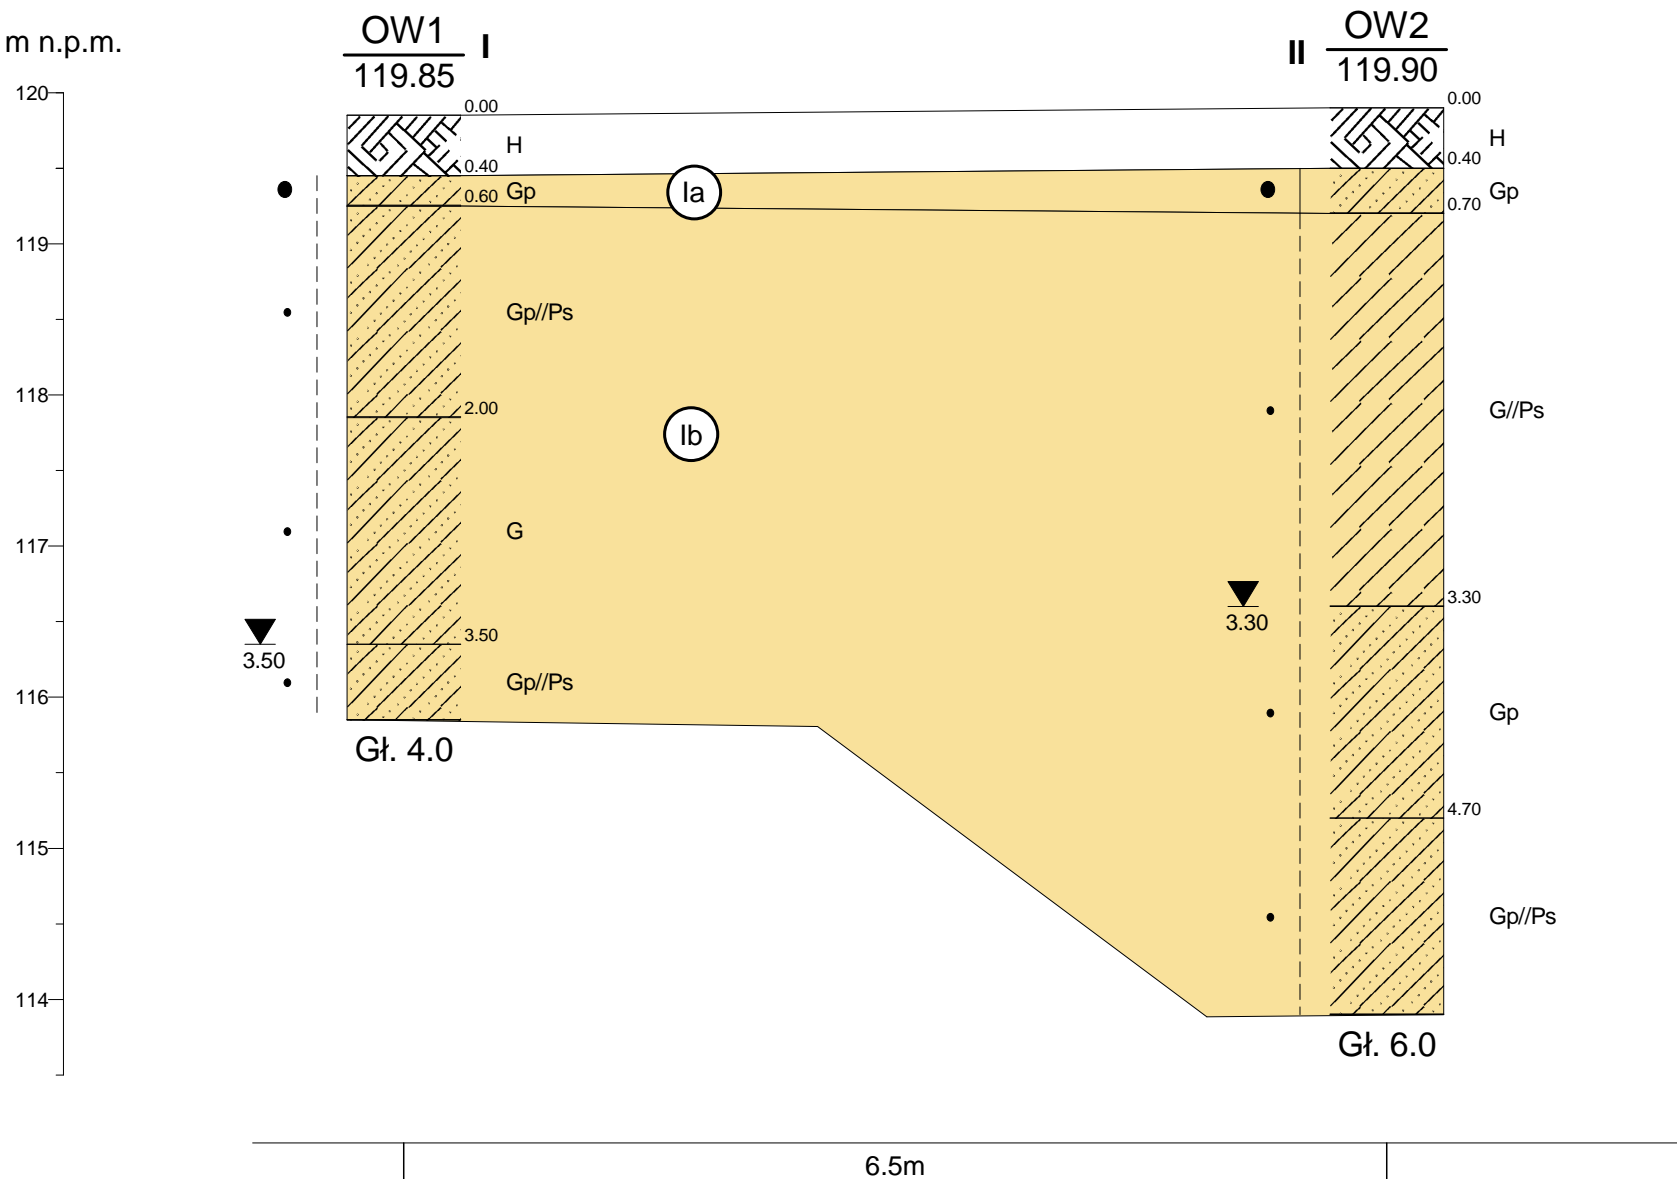 m n.p.m.
OW1 I
119.85
II OW2
119.90
120
119
118
117
116
115
114
0.00
H
0.40
Gp
0.60
Ia
Gp//Ps
2.00
Ib
G
3.50
3.50
Gp//Ps
Gł. 4.0
0.00
H
0.40
Gp
0.70
G//Ps
3.30
3.30
Gp
4.70
Gp//Ps
Gł. 6.0
6.5m